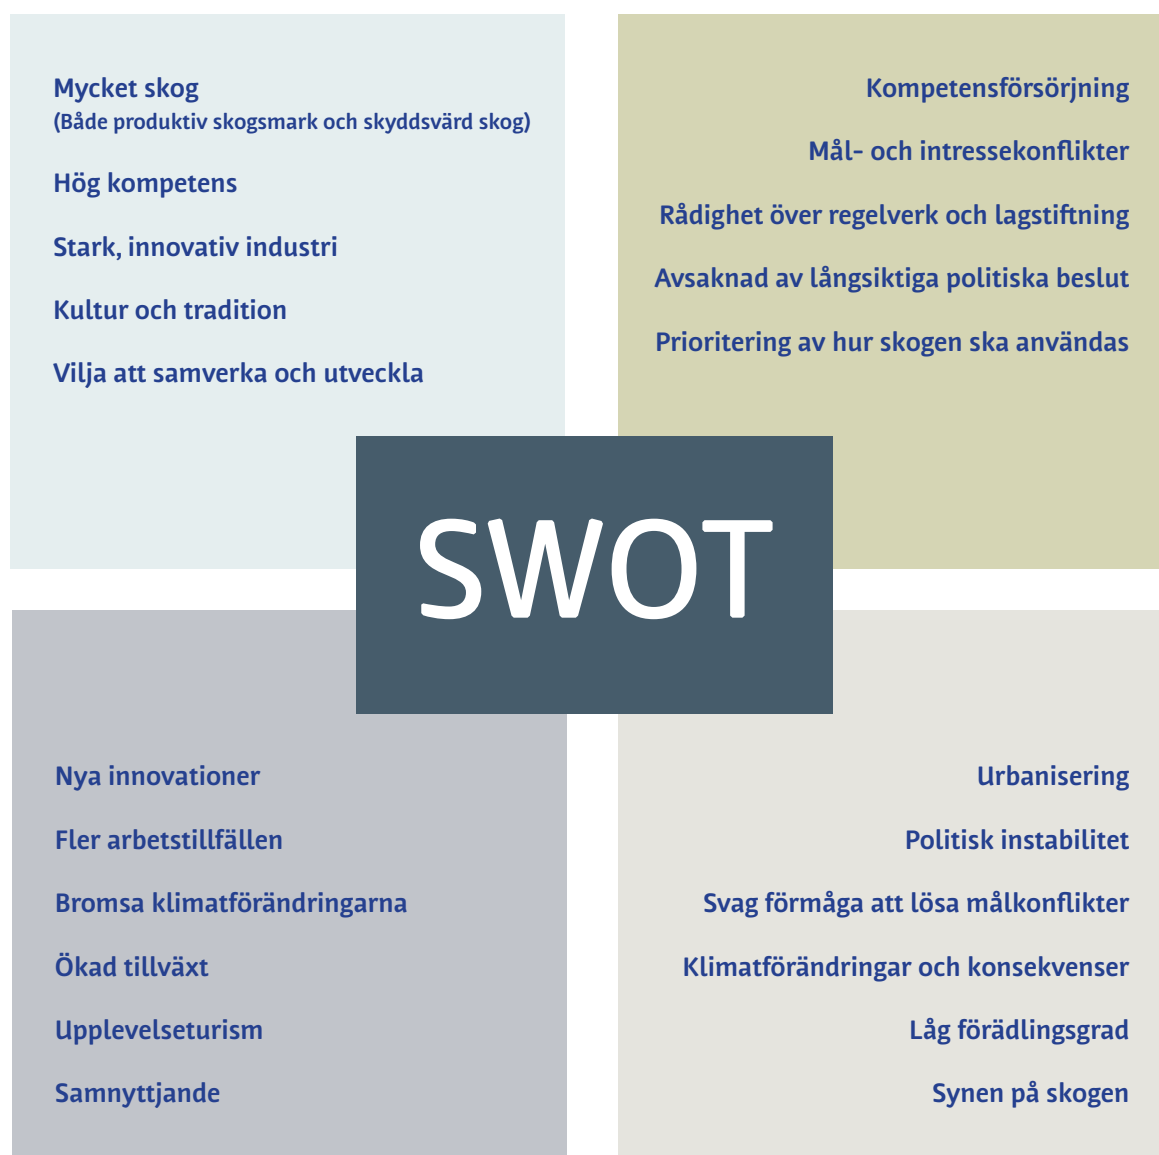 Mycket skog
(Både produktiv skogsmark och skyddsvärd skog)
Hög kompetens
Stark, innovativ industri
Kultur och tradition
Vilja att samverka och utveckla
Kompetensförsörjning
Mål- och intressekonflikter
Rådighet över regelverk och lagstiftning
Avsaknad av långsiktiga politiska beslut
Prioritering av hur skogen ska användas
SWOT
Nya innovationer
Fler arbetstillfällen
Bromsa klimatförändringarna
Ökad tillväxt
Upplevelseturism
Samnyttjande
Urbanisering
Politisk instabilitet
Svag förmåga att lösa målkonflikter
Klimatförändringar och konsekvenser
Låg förädlingsgrad
Synen på skogen